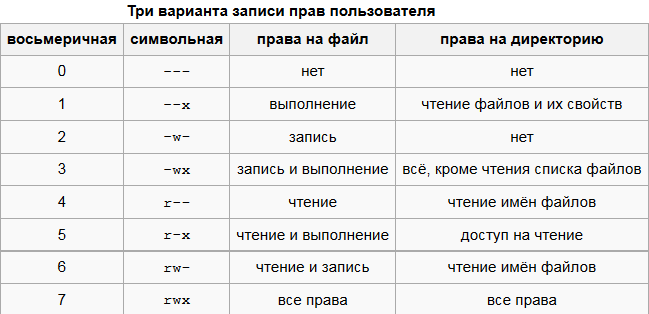 Три варианта записи прав пользователя
восьмеричная символьная права на файл права на директорию
0 --- нет нет
1 --x выполнение чтение файлов и их свойств
2 -w- запись нет
3 -wx запись и выполнение всё, кроме чтения списка файлов
4 r-- чтение чтение имён файлов
5 r-x чтение и выполнение доступ на чтение
6 rw- чтение и запись чтение имён файлов
7 rwx все права все права